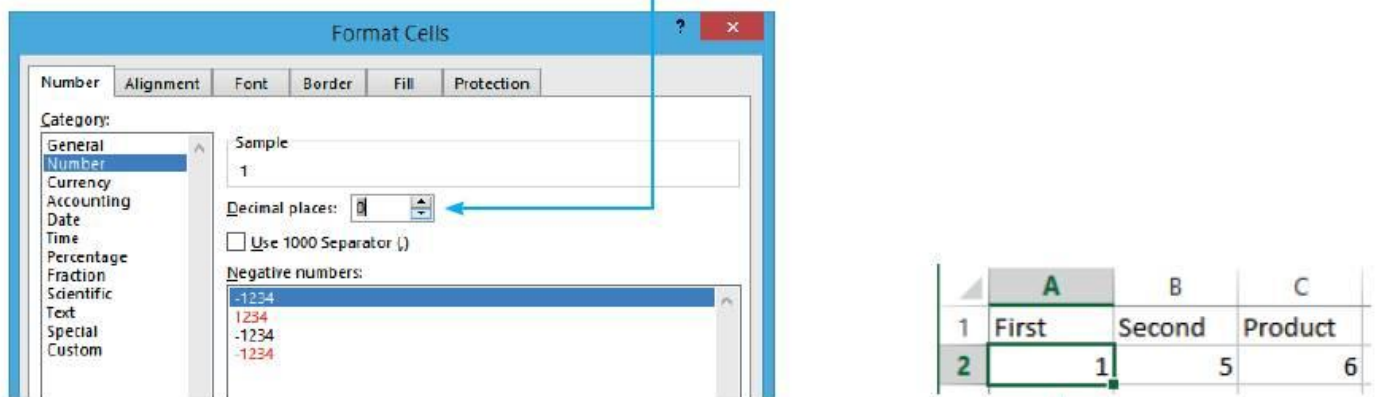 Format Cells
?
×
Number Alignment Font Border Fill Protection
Category:
General
Number
Currency
Accounting
Date
Time
Percentage
Fraction
Scientific
Text
Special
Custom
Sample
1
Decimal places: 0
Use 1000 Separator (,)
Negative numbers:
-1234
1234
-1234
-1234
A B C
1 First Second Product
2 1 5 6